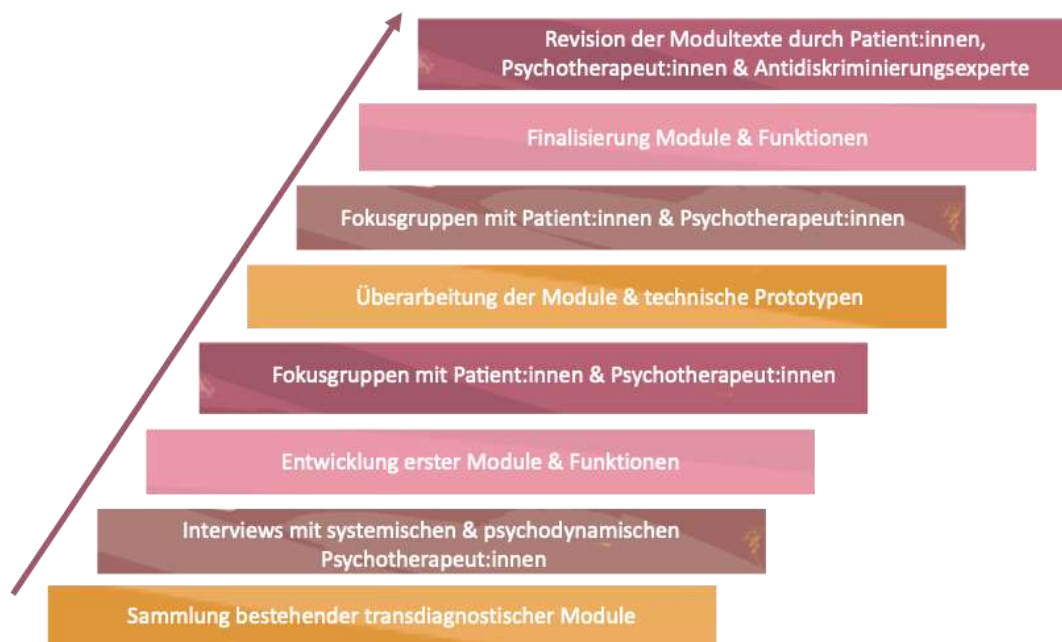 Revision der Modultexte durch Patient:innen,
Psychotherapeut:innen & Antidiskriminierungsexperte
Finalisierung Module & Funktionen
Fokusgruppen mit Patient:innen & Psychotherapeut:innen
Überarbeitung der Module & technische Prototypen
Fokusgruppen mit Patient:innen & Psychotherapeut:innen
Entwicklung erster Module & Funktionen
Interviews mit systemischen & psychodynamischen
Psychotherapeut:innen
Sammlung bestehender transdiagnostischer Module